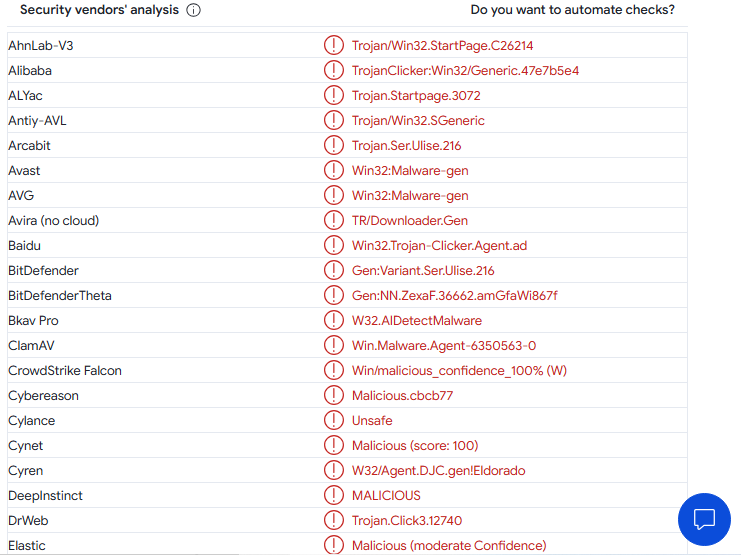 Security vendors' analysis Do you want to automate checks?
AhnLab-V3 Trojan/Win32.StartPage.C26214
Alibaba TrojanClicker:Win32/Generic.47e7b5e4
ALYac Trojan.Startpage.3072
Antiy-AVL Trojan/Win32.SGeneric
Arcabit Trojan.Ser.Ulise.216
Avast Win32:Malware-gen
AVG Win32:Malware-gen
Avira (no cloud) TR/Downloader.Gen
Baidu Win32.Trojan-Clicker.Agent.ad
BitDefender Gen:Variant.Ser.Ulise.216
BitDefenderTheta Gen:NN.ZexaF.36662.amGfaWi867f
Bkav Pro W32.AIDetectMalware
ClamAV Win.Malware.Agent-6350563-0
CrowdStrike Falcon Win/malicious_confidence_100% (W)
Cybereason Malicious.cbcb77
Cylance Unsafe
Cynet Malicious (score: 100)
Cyren W32/Agent.DJC.gen!Eldorado
DeepInstinct MALICIOUS
DrWeb Trojan.Click3.12740
Elastic Malicious (moderate Confidence)